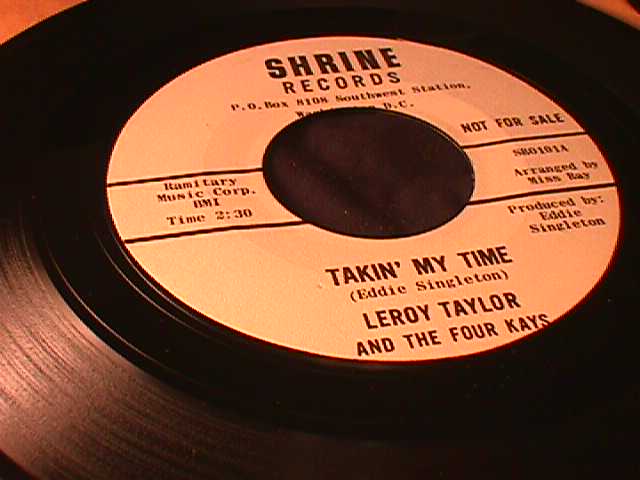 SHRINE
RECORDS
P.O.Box 8108 Southwest Station,
D.C.
NOT FOR SALE
Ramitary
Music Corp.
BMI
Time 2:30
SR0101A
Arranged by
Miss Ray
Produced by:
Eddie
Singleton
TAKIN' MY TIME
(Eddie Singleton)
LEROY TAYLOR
AND THE FOUR KAYS